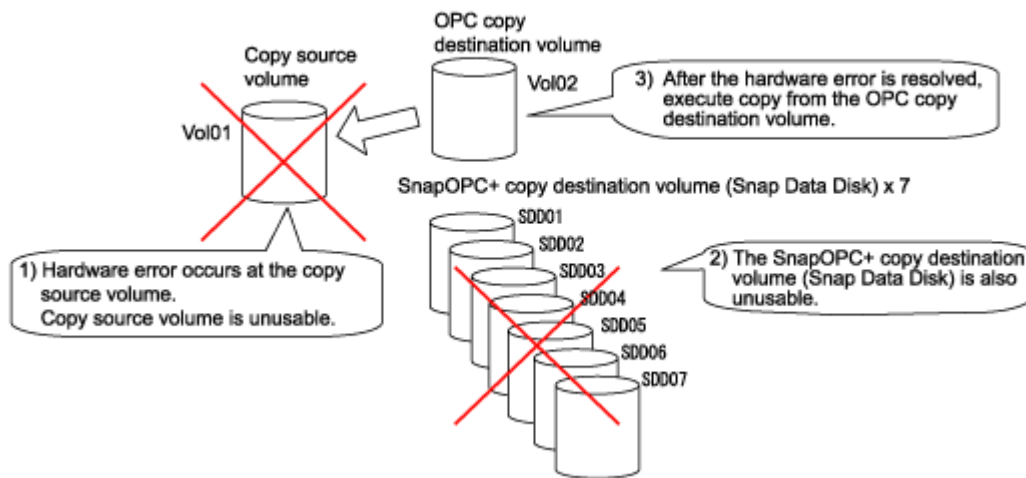 OPC copy
destination volume
Copy source
volume
Vol02
3) After the hardware error is resolved,
execute copy from the OPC copy
destination volume.
Vol01
SnapOPC+ copy destination volume (Snap Data Disk) x 7
SDD01
SDD02
SDD03
SDD04
SDD05
SDD06
SDD07
1) Hardware error occurs at the copy
source volume.
Copy source volume is unusable.
2) The SnapOPC+ copy destination
volume (Snap Data Disk) is also
unusable.